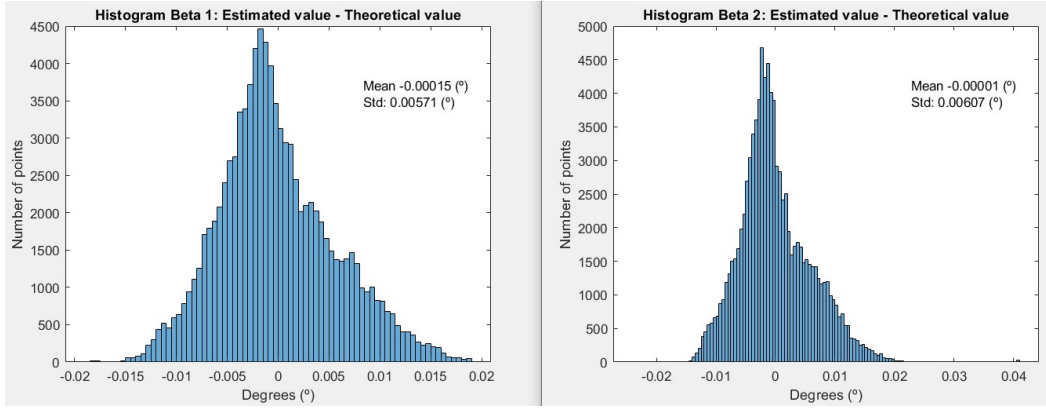 Histogram Beta 1: Estimated value - Theoretical value
4500
4000
3500
3000
2500
2000
1500
1000
500
0
Number of points
Mean -0.00015 (º)
Std: 0.00571 (º)
-0.02 -0.015 -0.01 -0.005 0 0.005 0.01 0.015 0.02
Degrees (º)
Histogram Beta 2: Estimated value - Theoretical value
5000
4500
4000
3500
3000
2500
2000
1500
1000
500
0
Number of points
Mean -0.00001 (º)
Std: 0.00607 (º)
-0.02 -0.01 0 0.01 0.02 0.03 0.04
Degrees (º)